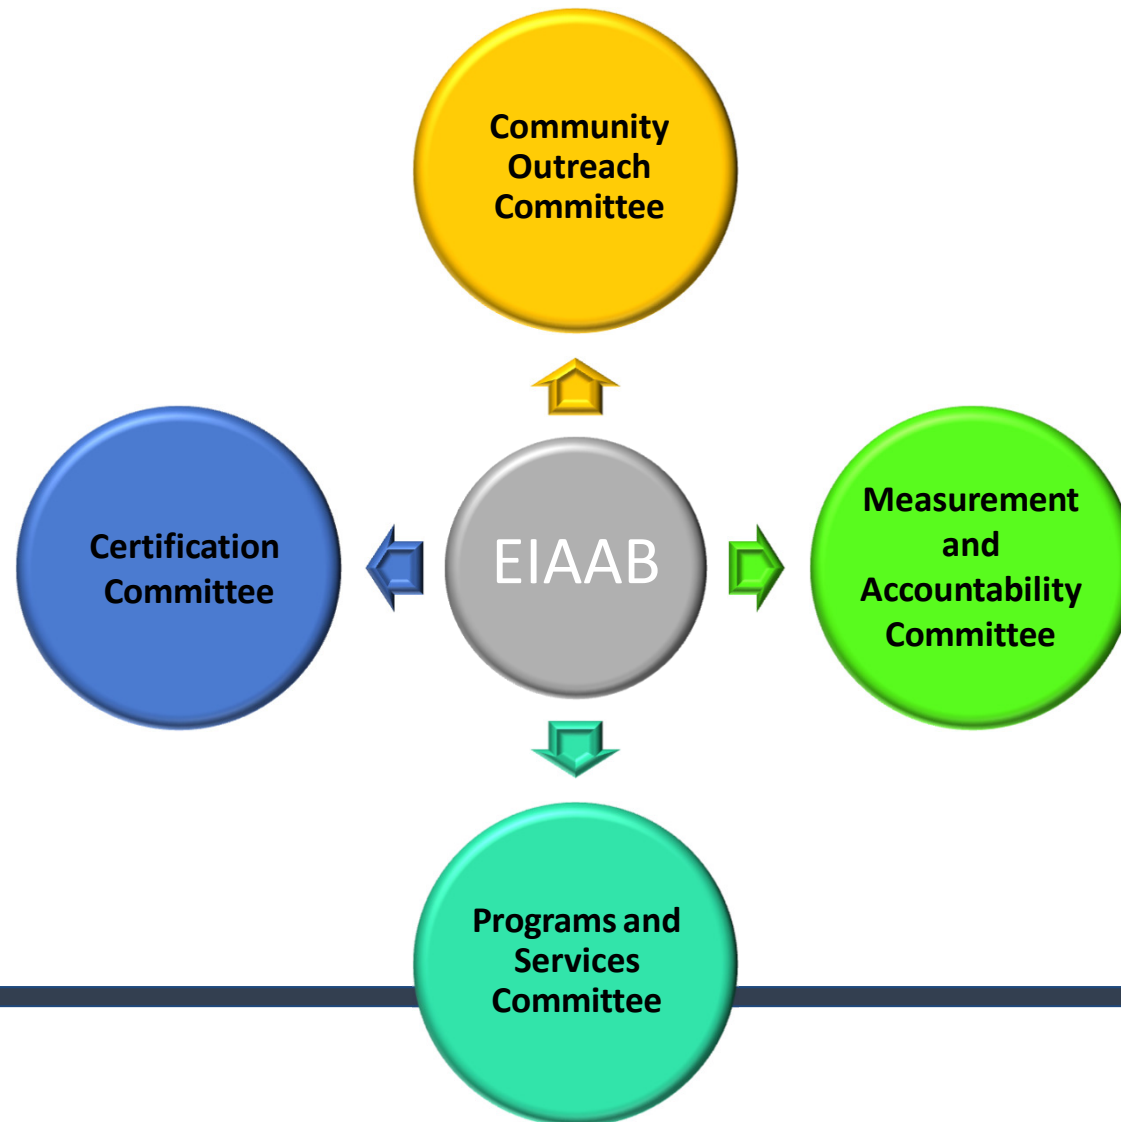 Community
Outreach
Committee
Certification
Committee
EIAAB
Measurement
and
Accountability
Committee
Programs and
Services
Committee